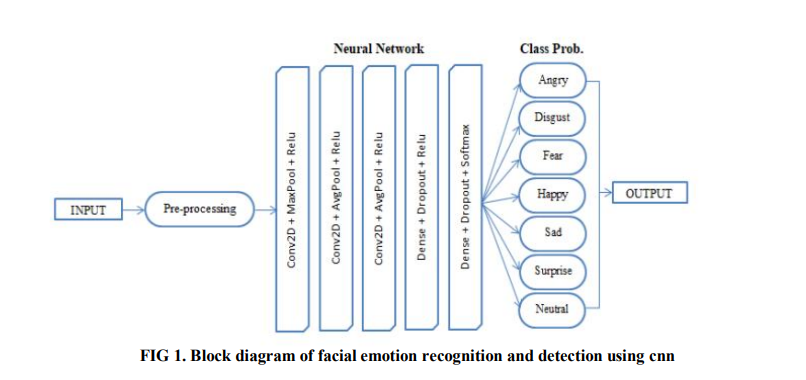 Neural Network
Class Prob.
INPUT
Pre-processing
Conv2D + MaxPool + Relu
Conv2D + AvgPool + Relu
Conv2D + AvgPool + Relu
Dense + Dropout + Relu
Dense + Dropout + Softmax
Angry
Disgust
Fear
Happy
Sad
Surprise
Neutral
OUTPUT
FIG 1. Block diagram of facial emotion recognition and detection using cnn